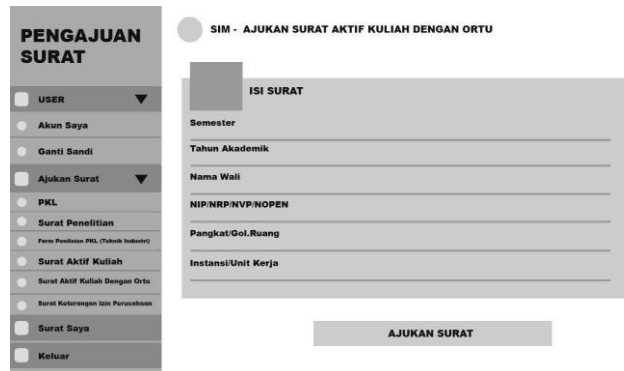 PENGAJUAN
SURAT
USER
Akun Saya
Ganti Sandi
Ajukan Surat
PKL
Surat Penelitian
Form Penilaian PKL (Teknik Industri)
Surat Aktif Kuliah
Surat Aktif Kuliah Dengan Ortu
Surat Keterangan Izin Perusahaan
Surat Saya
Keluar
SIM - AJUKAN SURAT AKTIF KULIAH DENGAN ORTU
ISI SURAT
Semester
Tahun Akademik
Nama Wali
NIP/NRP/NVP/NOPEN
Pangkat/Gol.Ruang
Instansi/Unit Kerja
AJUKAN SURAT